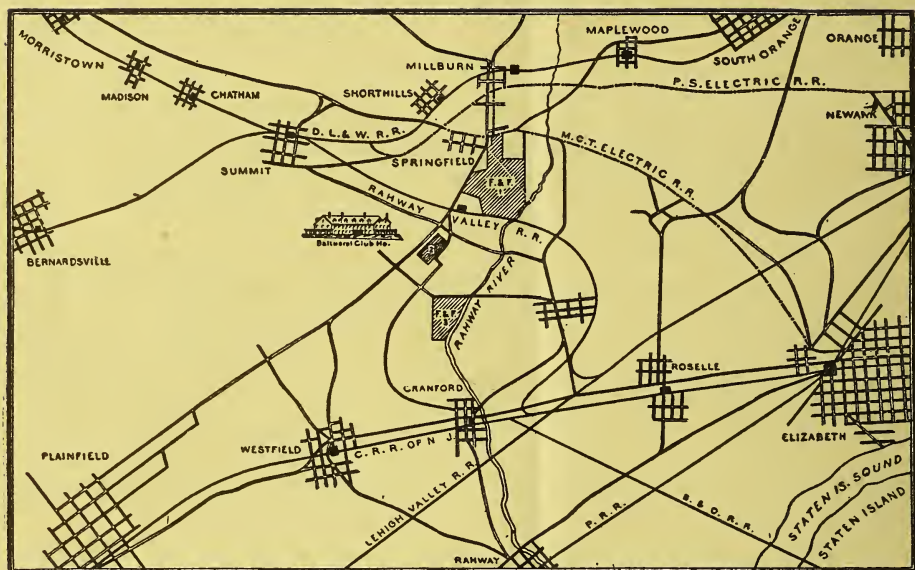 MORRISTOWN
MADISON
CHATHAM
SHORTHILLS
MILLBURN
MAPLEWOOD
SOUTH ORANGE
ORANGE
P. S. ELECTRIC R.R.
NEWARK
D. L. & W. R. R.
SUMMIT
SPRINGFIELD
M.C.T. ELECTRIC R.R.
F. & F.
1
RAHWAY VALLEY R. R.
Baltusrol Club Ho.
BERNARDSVILLE
RAHWAY RIVER
F. & F.
CRANFORD
ROSELLE
ELIZABETH
PLAINFIELD
WESTFIELD
C. R. R. OF N. J.
LEHIGH VALLEY R. R.
P. R. R.
B. & O. R. R.
STATEN IS. SOUND
STATEN ISLAND
RAHWAY